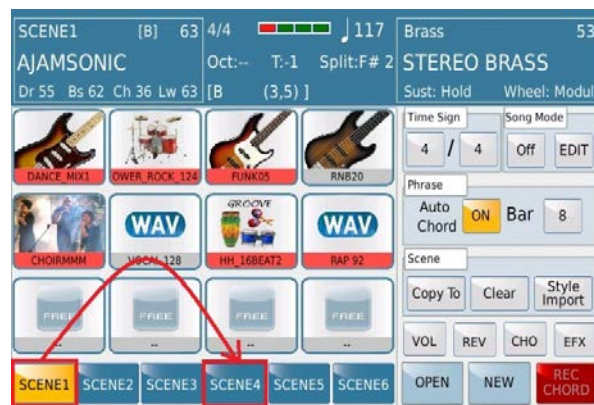 SCENE1 [B] 63
AJAMSONIC
Dr 55 Bs 62 Ch 36 Lw 63
4/4 117
Oct:-- T:-1 Split:F# 2
[B (3,5) ]
Brass 53
STEREO BRASS
Sust: Hold Wheel: Modul
DANCE_MIX1 OWER_ROCK_124 FUNK05 RNB20
WAV GROOVE WAV
CHOIRMMM VOCAL 128 HH_16BEAT2 RAP 92
FREE FREE FREE FREE
-- -- -- --
SCENE1 SCENE2 SCENE3 SCENE4 SCENE5 SCENE6
Time Sign Song Mode
4 / 4 Off EDIT
Phrase
Auto Chord ON Bar 8
Scene
Copy To Clear Style Import
VOL REV CHO EFX
OPEN NEW REC CHORD